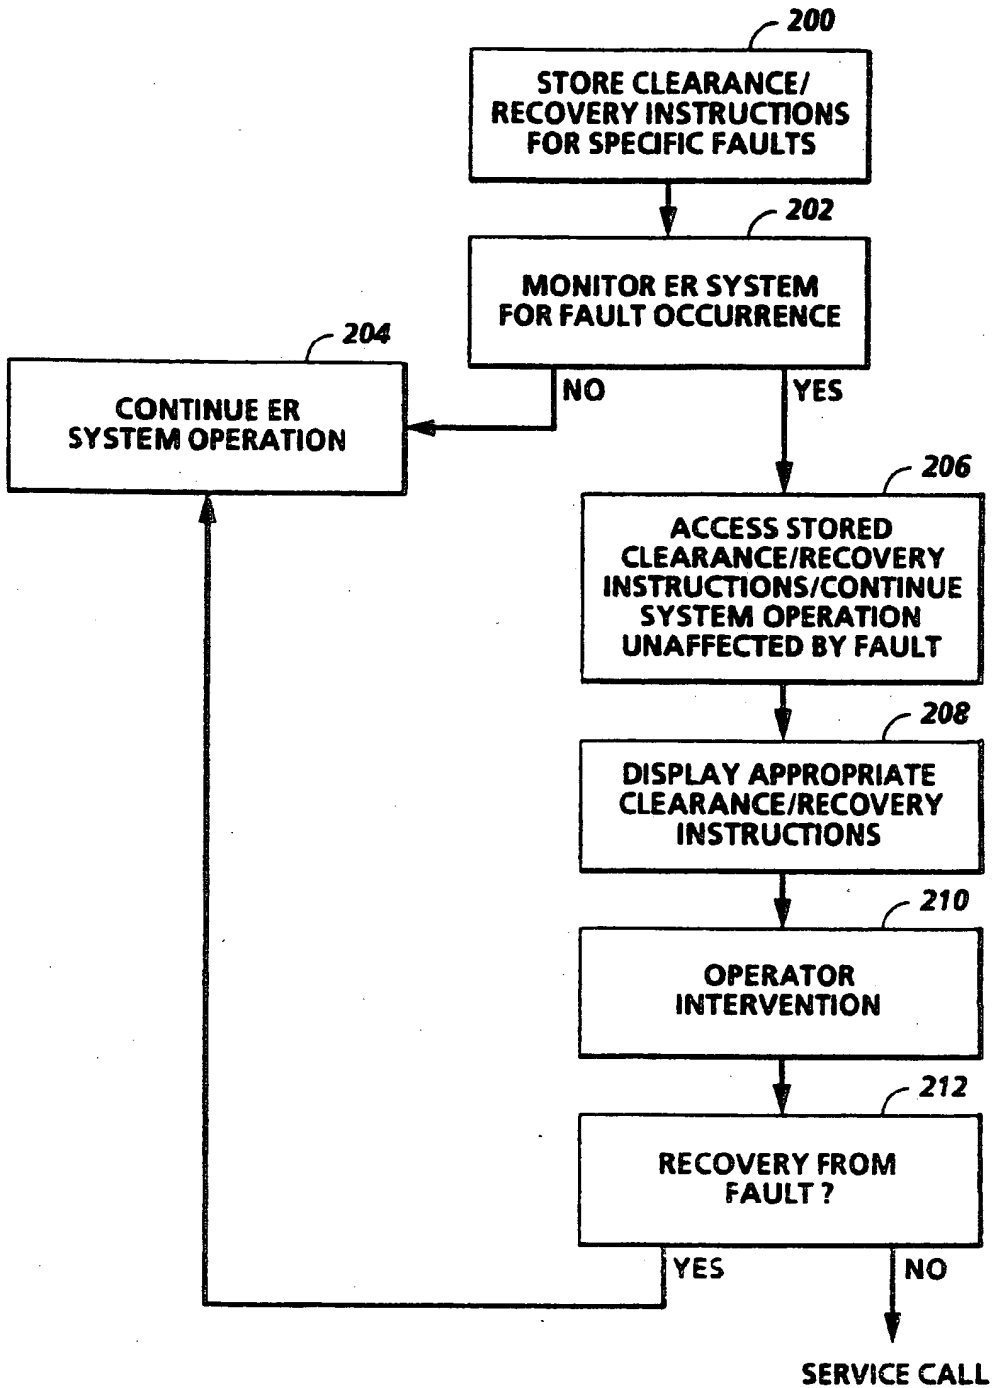 200
STORE CLEARANCE/
RECOVERY INSTRUCTIONS
FOR SPECIFIC FAULTS
202
MONITOR ER SYSTEM
FOR FAULT OCCURRENCE
NO
YES
204
CONTINUE ER
SYSTEM OPERATION
206
ACCESS STORED
CLEARANCE/RECOVERY
INSTRUCTIONS/CONTINUE
SYSTEM OPERATION
UNAFFECTED BY FAULT
208
DISPLAY APPROPRIATE
CLEARANCE/RECOVERY
INSTRUCTIONS
210
OPERATOR
INTERVENTION
212
RECOVERY FROM
FAULT ?
YES
NO
SERVICE CALL